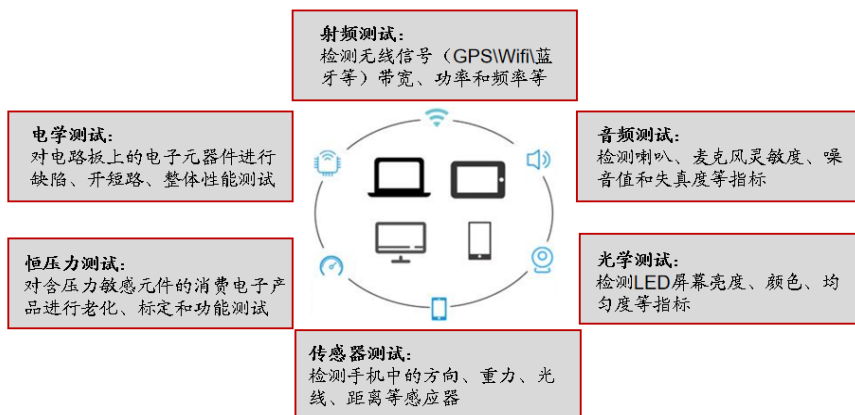 射频测试：
检测无线信号（GPS\Wifi\蓝
牙等）带宽、功率和频率等
电学测试：
对电路板上的电子元器件进行
缺陷、开短路、整体性能测试
音频测试：
检测喇叭、麦克风灵敏度、噪
音值和失真度等指标
恒压力测试：
对含压力敏感元件的消费电子产
品进行老化、标定和功能测试
光学测试：
检测LED屏幕亮度、颜色、均
匀度等指标
传感器测试：
检测手机中的方向、重力、光
线、距离等感应器